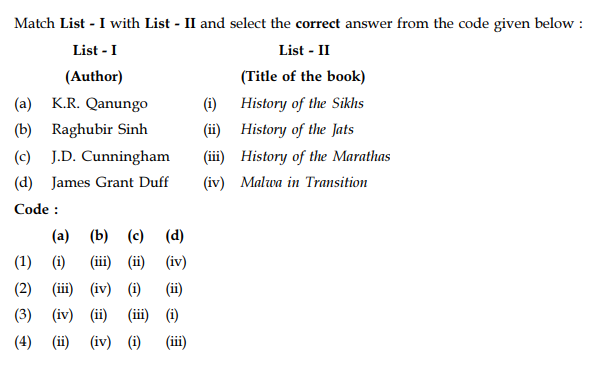 Match List - I with List - II and select the correct answer from the code given below :
List - I List - II
(Author) (Title of the book)
(a) K.R. Qanungo (i) History of the Sikhs
(b) Raghubir Sinh (ii) History of the Jats
(c) J.D. Cunningham (iii) History of the Marathas
(d) James Grant Duff (iv) Malwa in Transition
Code :
(a) (b) (c) (d)
(1) (i) (iii) (ii) (iv)
(2) (iii) (iv) (i) (ii)
(3) (iv) (ii) (iii) (i)
(4) (ii) (iv) (i) (iii)